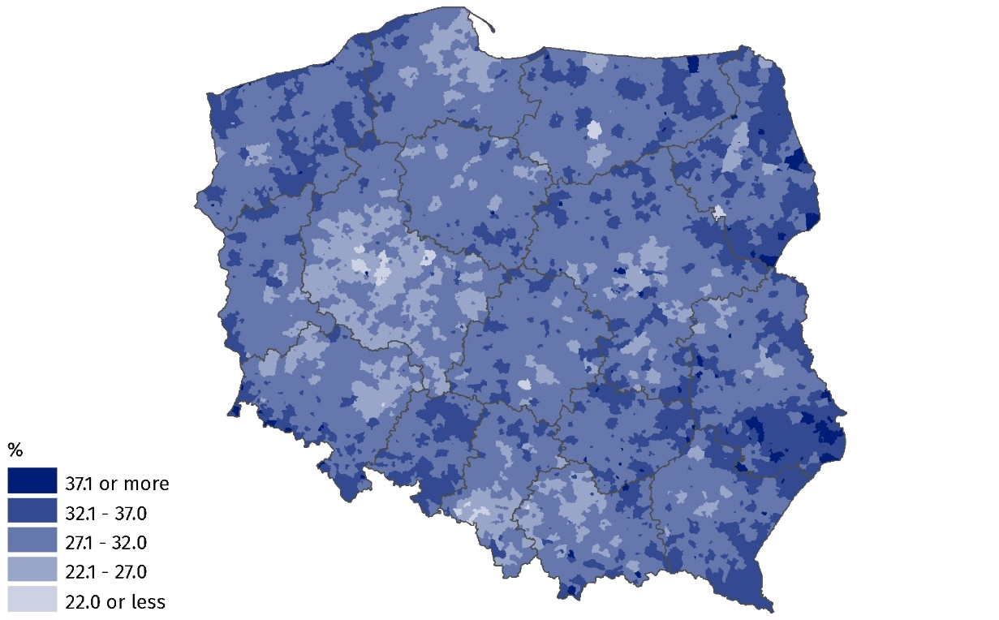 %
37.1 or more
32.1 - 37.0
27.1 - 32.0
22.1 - 27.0
22.0 or less